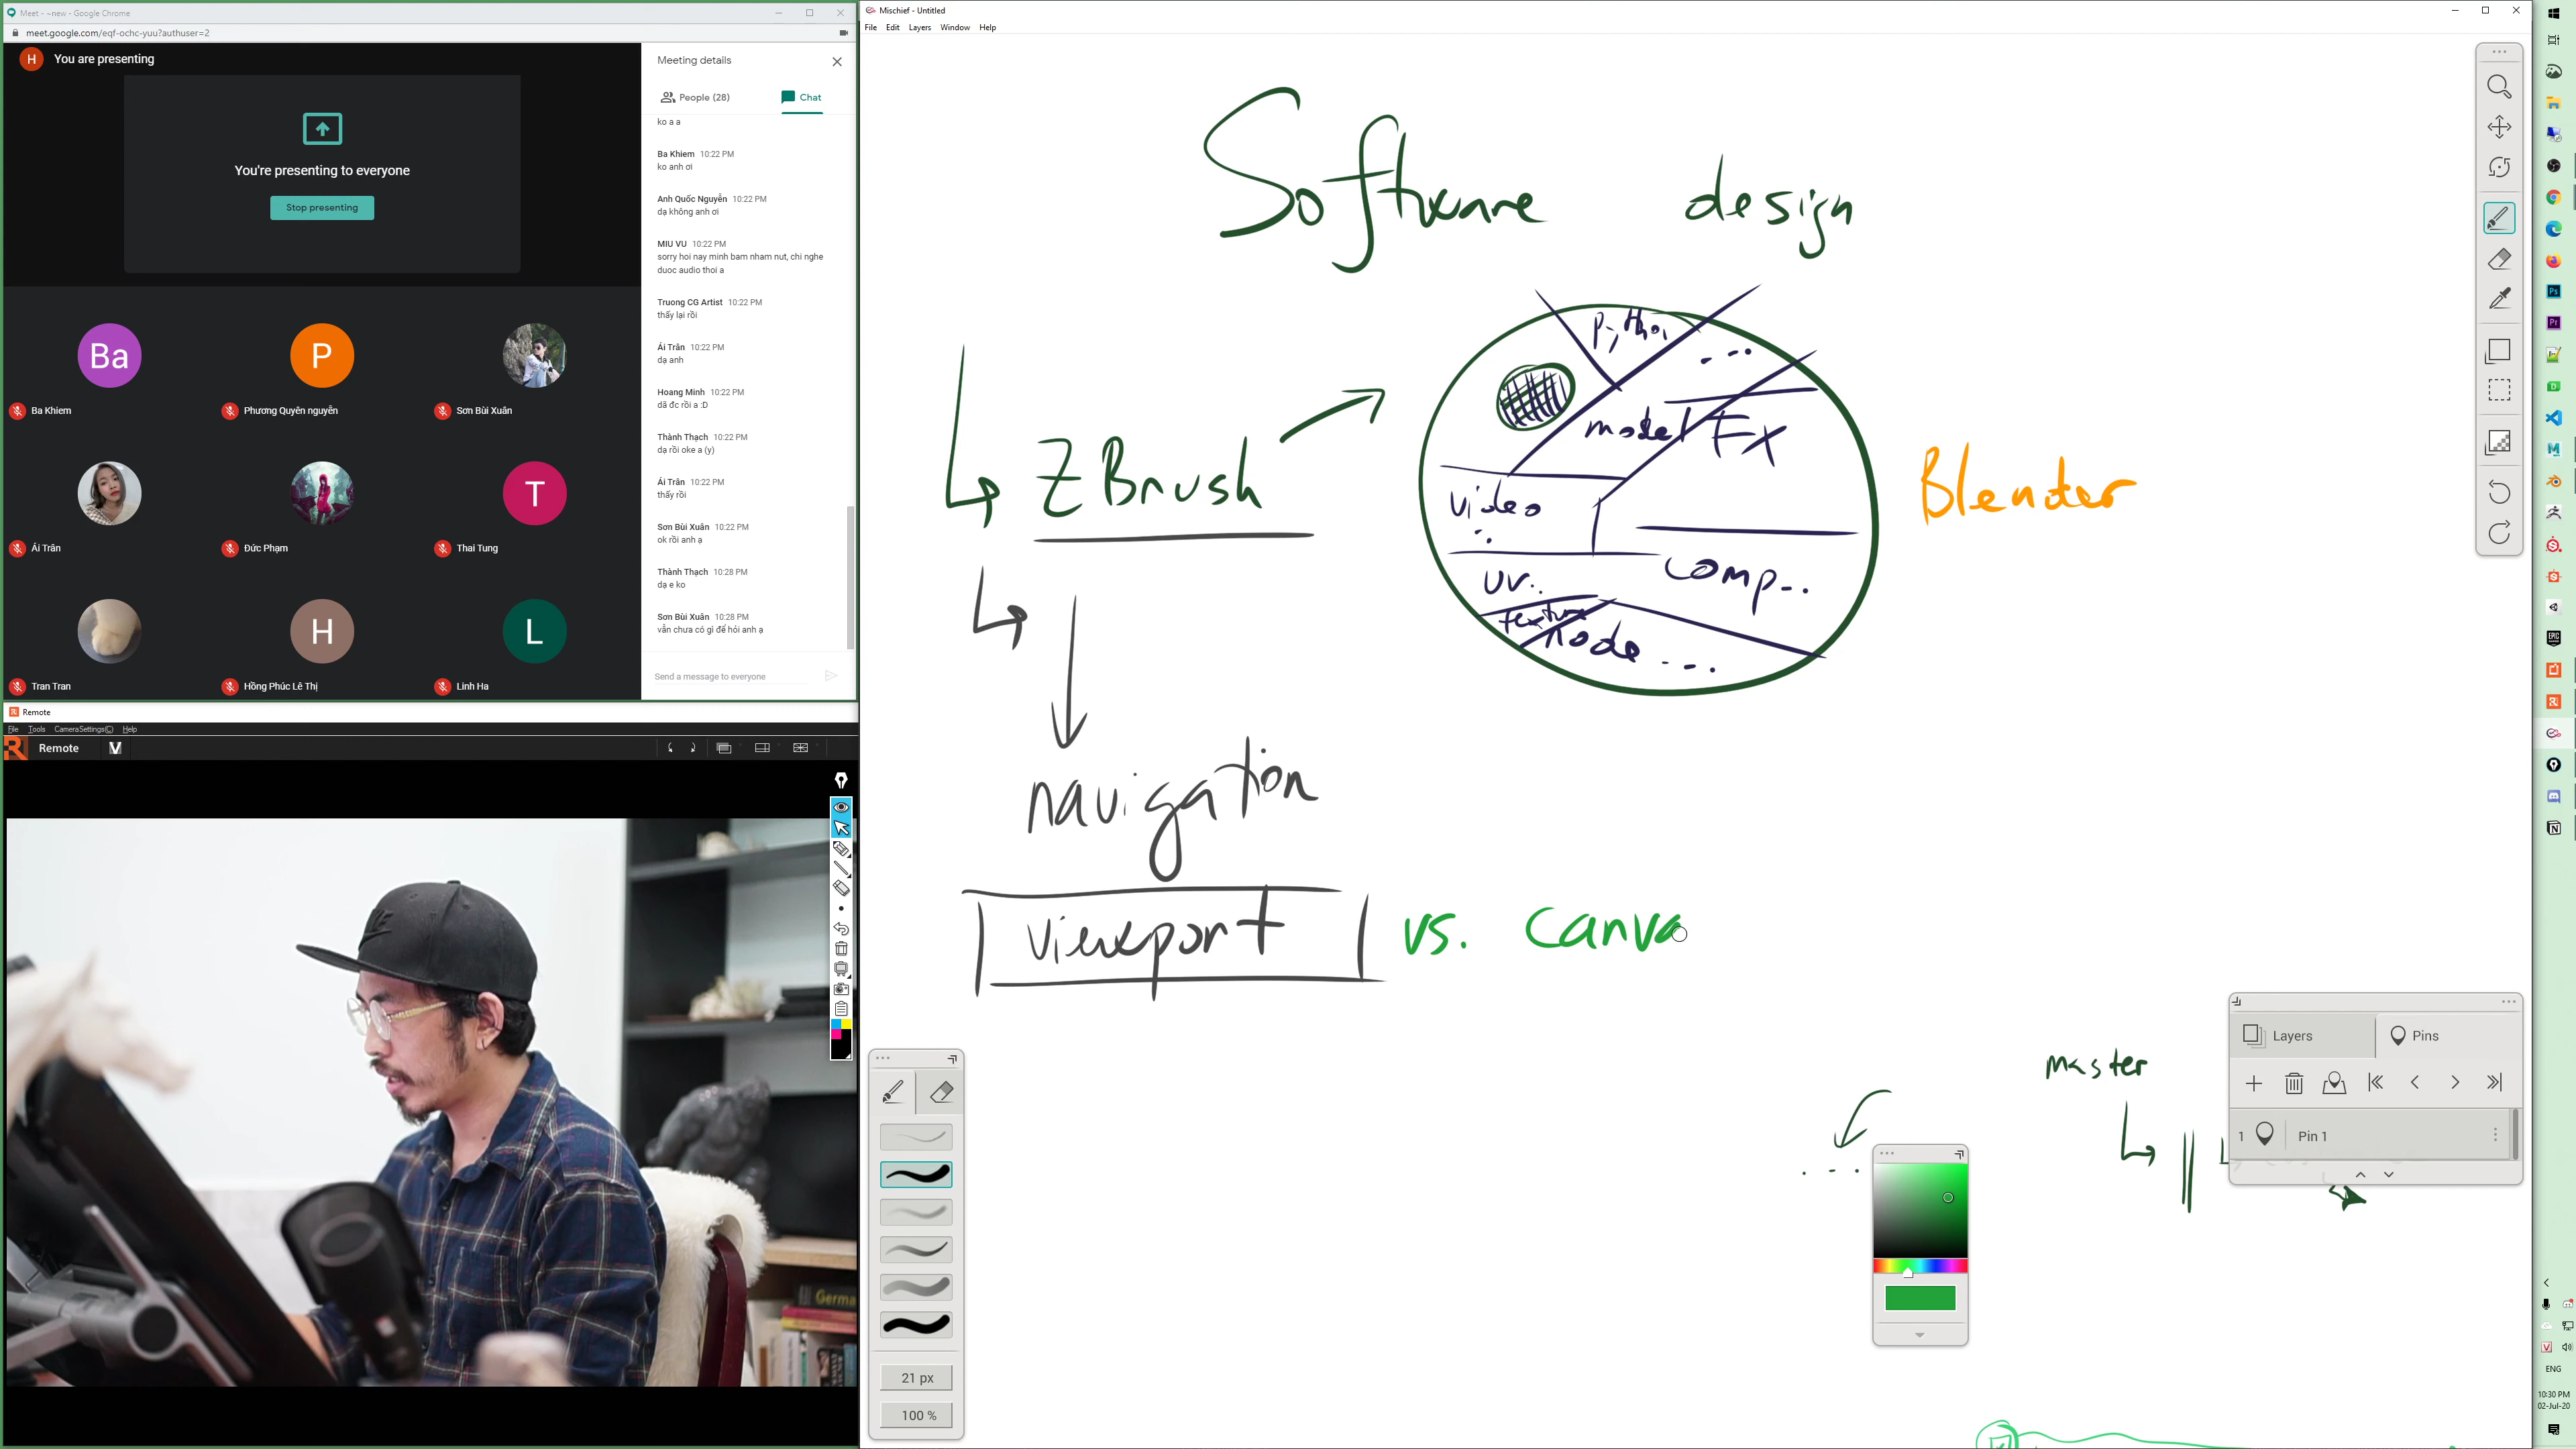 Meet - ~new - Google Chrome
meet.google.com/eqf-ochc-yuu?authuser=2
H You are presenting
You're presenting to everyone
Stop presenting
Ba
P
Ba Khiem
Phương Quyên nguyễn
Sơn Bùi Xuân
T
Ái Trân
Đức Phạm
Thai Tung
H
L
Tran Tran
Hồng Phúc Lê Thị
Linh Ha
Meeting details
People (28)
Chat
ko a a
Ba Khiem 10:22 PM
ko anh ơi
Anh Quốc Nguyễn 10:22 PM
dạ không anh ơi
MIU VU 10:22 PM
sorry hoi nay minh bam nham nut, chi nghe
duoc audio thoi a
Truong CG Artist 10:22 PM
thấy lại rồi
Ái Trân 10:22 PM
dạ anh
Hoang Minh 10:22 PM
dã đc rồi a :D
Thành Thạch 10:22 PM
dạ rồi oke a (y)
Ái Trân 10:22 PM
thấy rồi
Sơn Bùi Xuân 10:22 PM
ok rồi anh ạ
Thành Thạch 10:28 PM
dạ e ko
Sơn Bùi Xuân 10:28 PM
vẫn chưa có gì để hỏi anh ạ
Send a message to everyone
Remote
File Tools CameraSettings(C) Help
Remote V
Germa
Mischief - Untitled
File Edit Layers Window Help
Software design
ZBrush
...
model FX
video
uv.
comp...
texture
node ...
Blender
navigation
viewport vs. canva
master
Layers
Pins
1 Pin 1
21 px
100 %
Ps
Pr
EPIC
ENG
10:30 PM
02-Jul-20